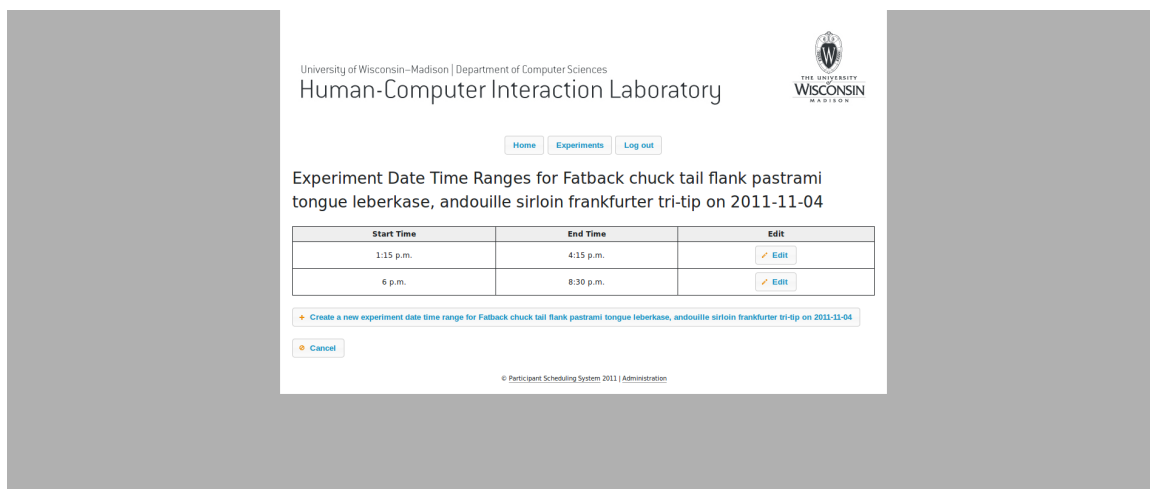 University of Wisconsin–Madison | Department of Computer Sciences
Human-Computer Interaction Laboratory
W
THE UNIVERSITY
of
WISCONSIN
MADISON
Home Experiments Log out
Experiment Date Time Ranges for Fatback chuck tail flank pastrami
tongue leberkase, andouille sirloin frankfurter tri-tip on 2011-11-04
Start Time End Time Edit
1:15 p.m. 4:15 p.m. Edit
6 p.m. 8:30 p.m. Edit
+ Create a new experiment date time range for Fatback chuck tail flank pastrami tongue leberkase, andouille sirloin frankfurter tri-tip on 2011-11-04
Cancel
© Participant Scheduling System 2011 | Administration